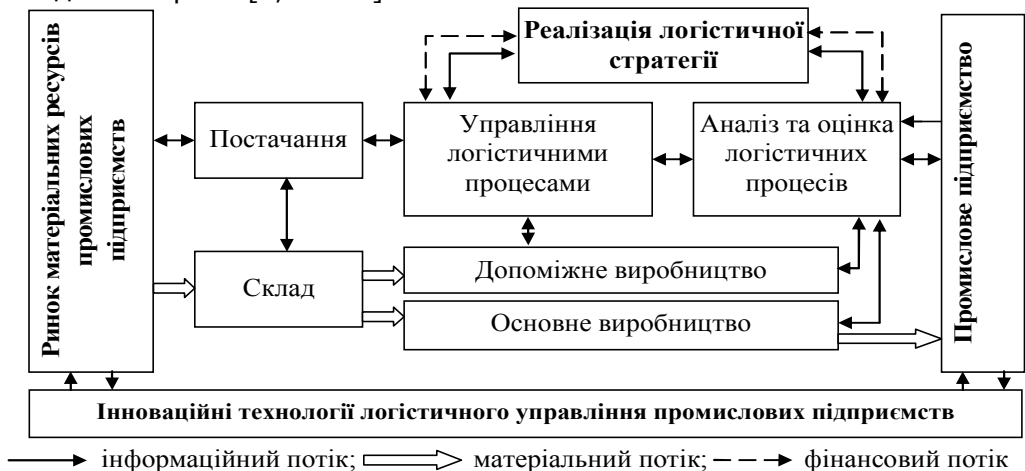 Реалізація логістичної
стратегії
Ринок матеріальних ресурсів
промислових
підприємств
Постачання
Управління
логістичними
процесами
Аналіз та оцінка
логістичних
процесів
Промислове підприємство
Склад
Допоміжне виробництво
Основне виробництво
Інноваційні технології логістичного управління промислових підприємств
інформаційний потік; матеріальний потік; фінансовий потік